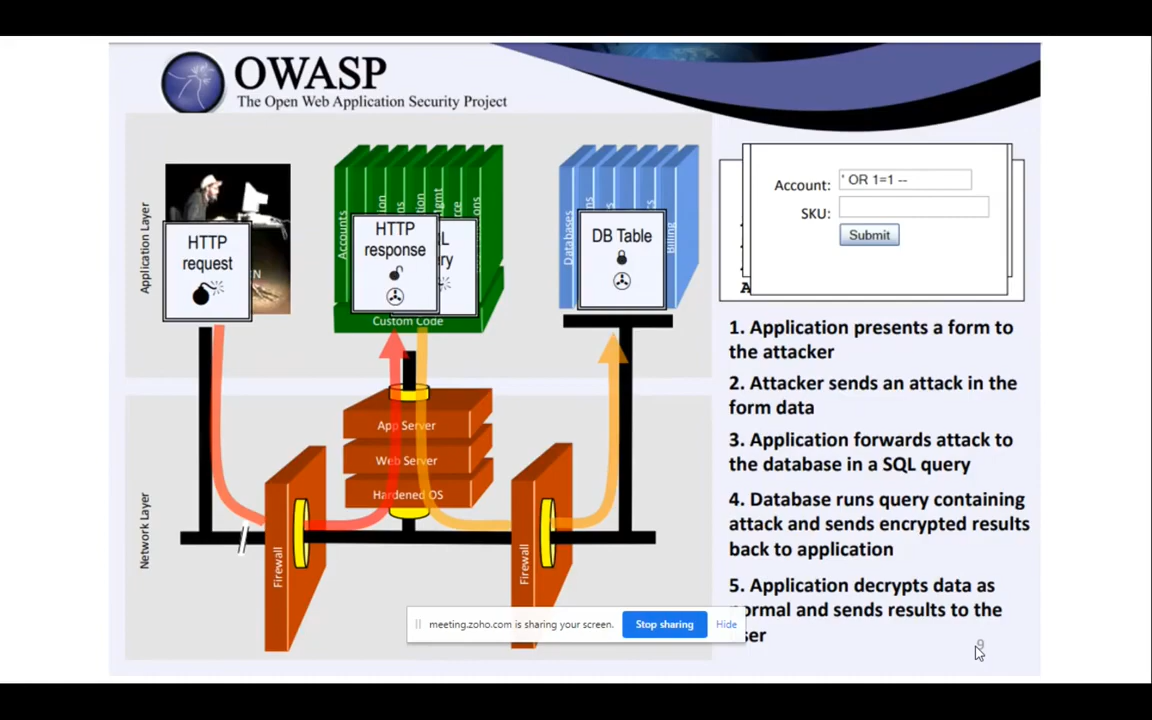 OWASP
The Open Web Application Security Project
Application Layer
HTTP
request
Accounts
HTTP
response
Custom Code
Databases
DB Table
Billing
Account: ' OR 1=1 --
SKU:
Submit
1. Application presents a form to
the attacker
2. Attacker sends an attack in the
form data
3. Application forwards attack to
the database in a SQL query
4. Database runs query containing
attack and sends encrypted results
back to application
5. Application decrypts data as
normal and sends results to the
user
Network Layer
App Server
Web Server
Hardened OS
Firewall
Firewall
meeting.zoho.com is sharing your screen.
Stop sharing
Hide
9